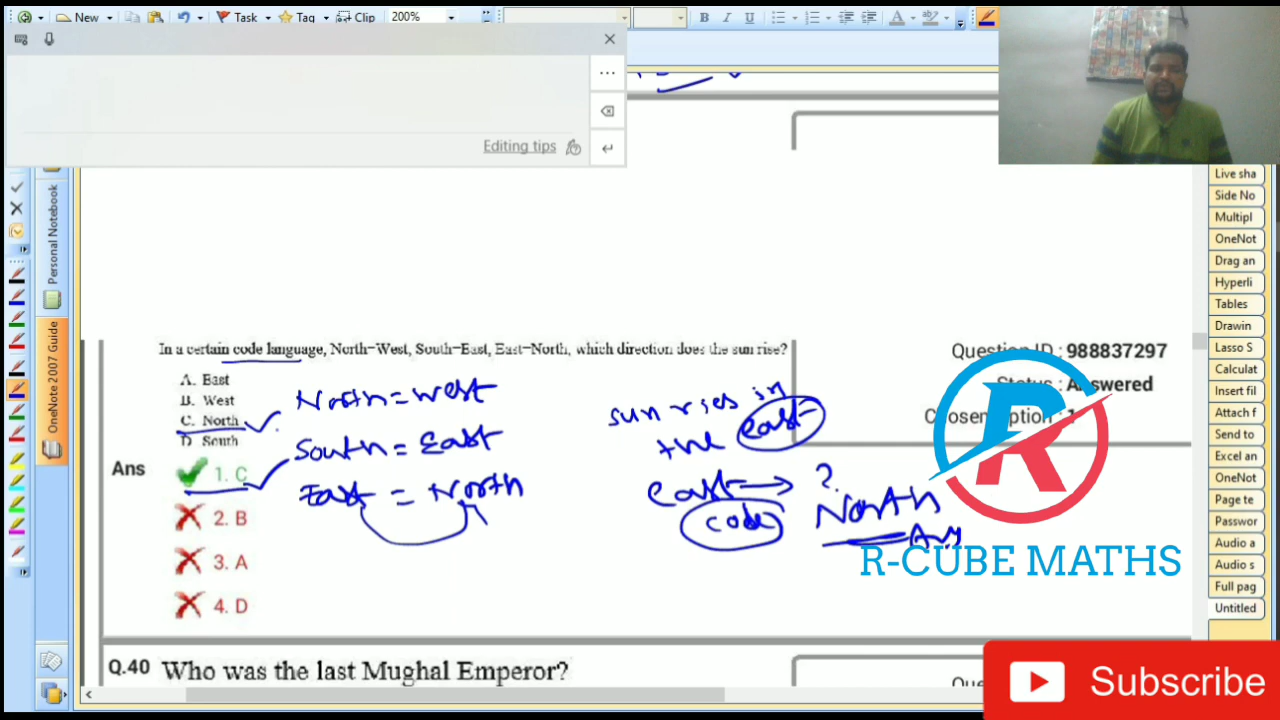 New Task Tag Clip 200% B I U
Editing tips
Personal Notebook
OneNote 2007 Guide
Live sha
Side No
Multipl
OneNot
Drag an
Hyperli
Tables
Drawin
Lasso S
Calculat
Insert fil
Attach f
Send to
Excel an
OneNot
Page te
Passwor
Audio a
Audio s
Full pag
Untitled
In a certain code language, North=West, South=East, East=North, which direction does the sun rise?
A. East
B. West
C. North
D. South
Ans
1. C
2. B
3. A
4. D
North = West
South = East
East = North
sun rises in
the east
east → ?
code North
Ans
Question ID : 988837297
Status : Answered
Chosen Option : 1
R
R-CUBE MATHS
Q.40 Who was the last Mughal Emperor?
Subscribe